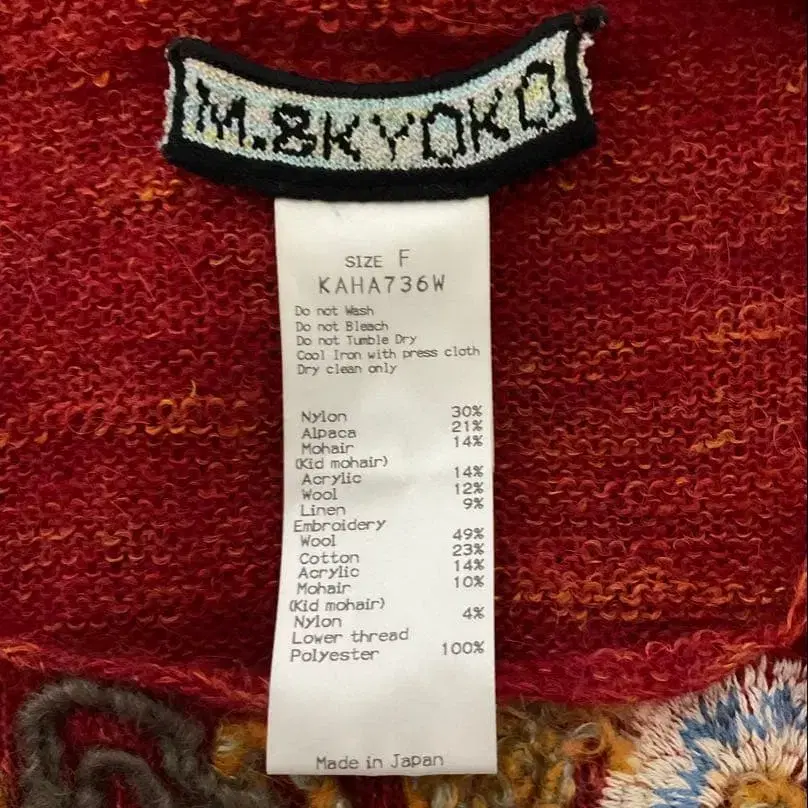 M.&KYOKO
SIZE F
KAHA736W
Do not Wash
Do not Bleach
Do not Tumble Dry
Cool Iron with press cloth
Dry clean only
Nylon 30%
Alpaca 21%
Mohair 14%
(Kid mohair)
Acrylic 14%
Wool 12%
Linen 9%
Embroidery
Wool 49%
Cotton 23%
Acrylic 14%
Mohair 10%
(Kid mohair)
Nylon 4%
Lower thread
Polyester 100%
Made in Japan